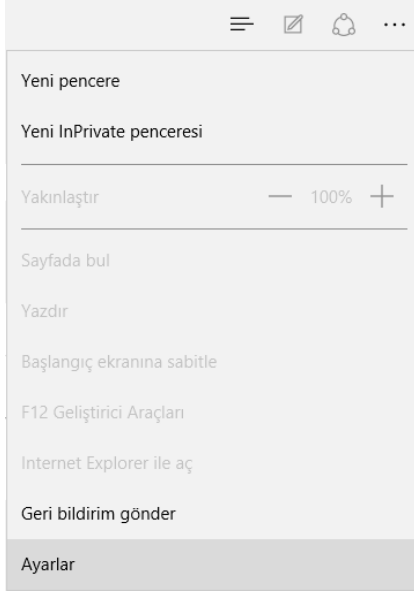 Yeni pencere
Yeni InPrivate penceresi
Yakınlaştır — 100% +
Sayfada bul
Yazdır
Başlangıç ekranına sabitle
F12 Geliştirici Araçları
Internet Explorer ile aç
Geri bildirim gönder
Ayarlar